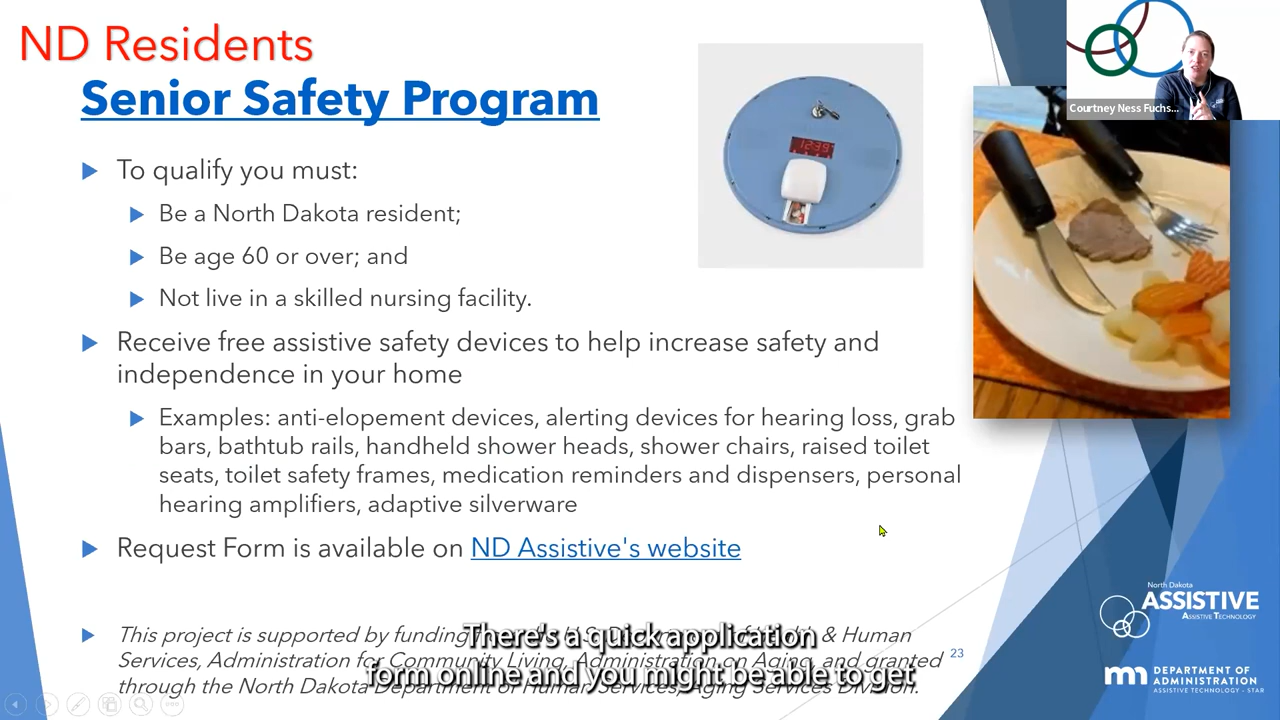 ND Residents
Senior Safety Program
To qualify you must:
Be a North Dakota resident;
Be age 60 or over; and
Not live in a skilled nursing facility.
Receive free assistive safety devices to help increase safety and
independence in your home
Examples: anti-elopement devices, alerting devices for hearing loss, grab
bars, bathtub rails, handheld shower heads, shower chairs, raised toilet
seats, toilet safety frames, medication reminders and dispensers, personal
hearing amplifiers, adaptive silverware
Request Form is available on ND Assistive's website
This project is supported by funding & Human
Services, Administration for Community Living, Administration on Aging, and granted
through the North Dakota Department of Human Services, Aging Services Division.
There's a quick application
form online and you might be able to get
23
Courtney Ness Fuchs...
12:39
North Dakota
ASSISTIVE
ASSISTIVE TECHNOLOGY
DEPARTMENT OF
ADMINISTRATION
ASSISTIVE TECHNOLOGY - STAR